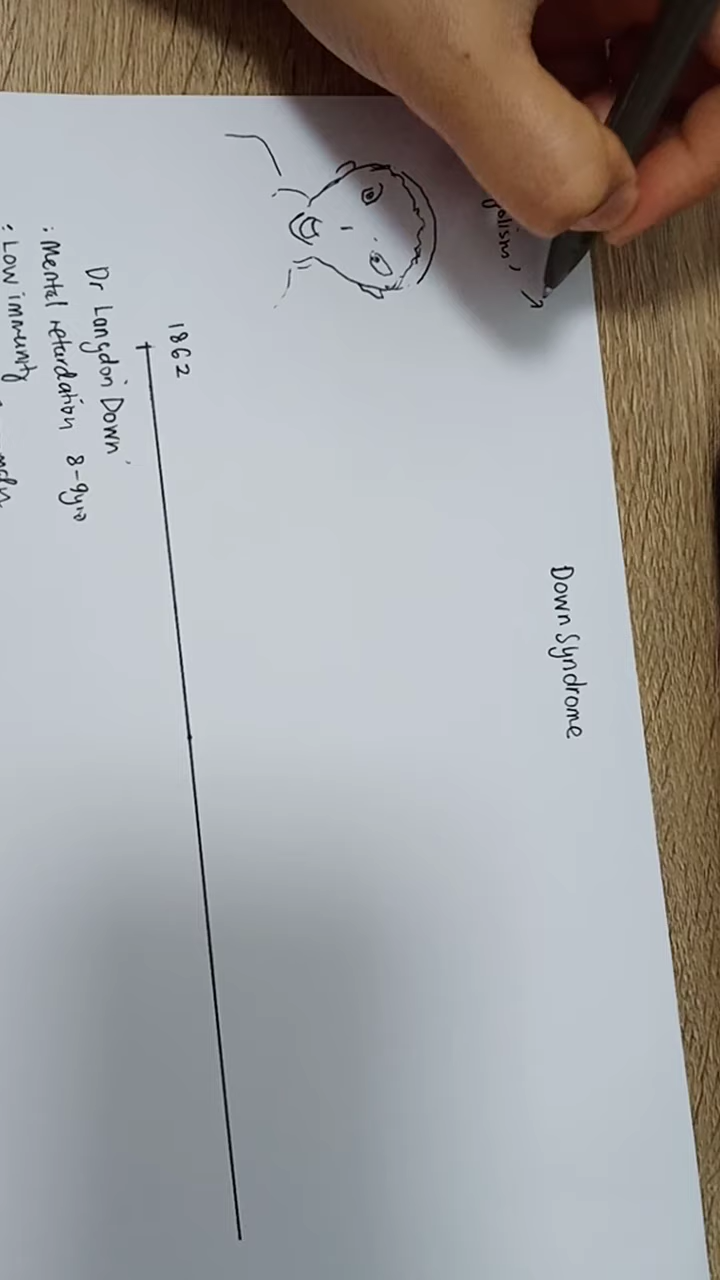 Down Syndrome
1862
Dr Langdon Down
: Mental retardation 8-9yrs
: Low immunity